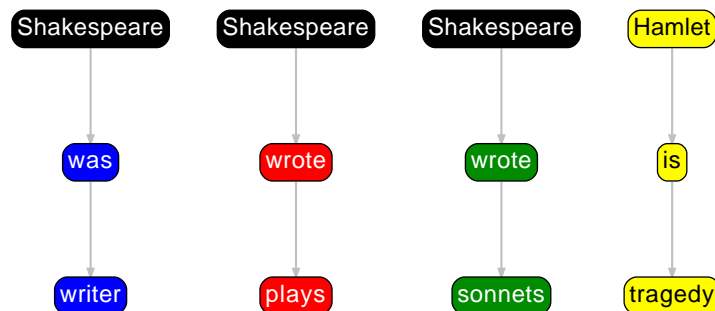 Shakespeare Shakespeare Shakespeare Hamlet
was wrote wrote is
writer plays sonnets tragedy